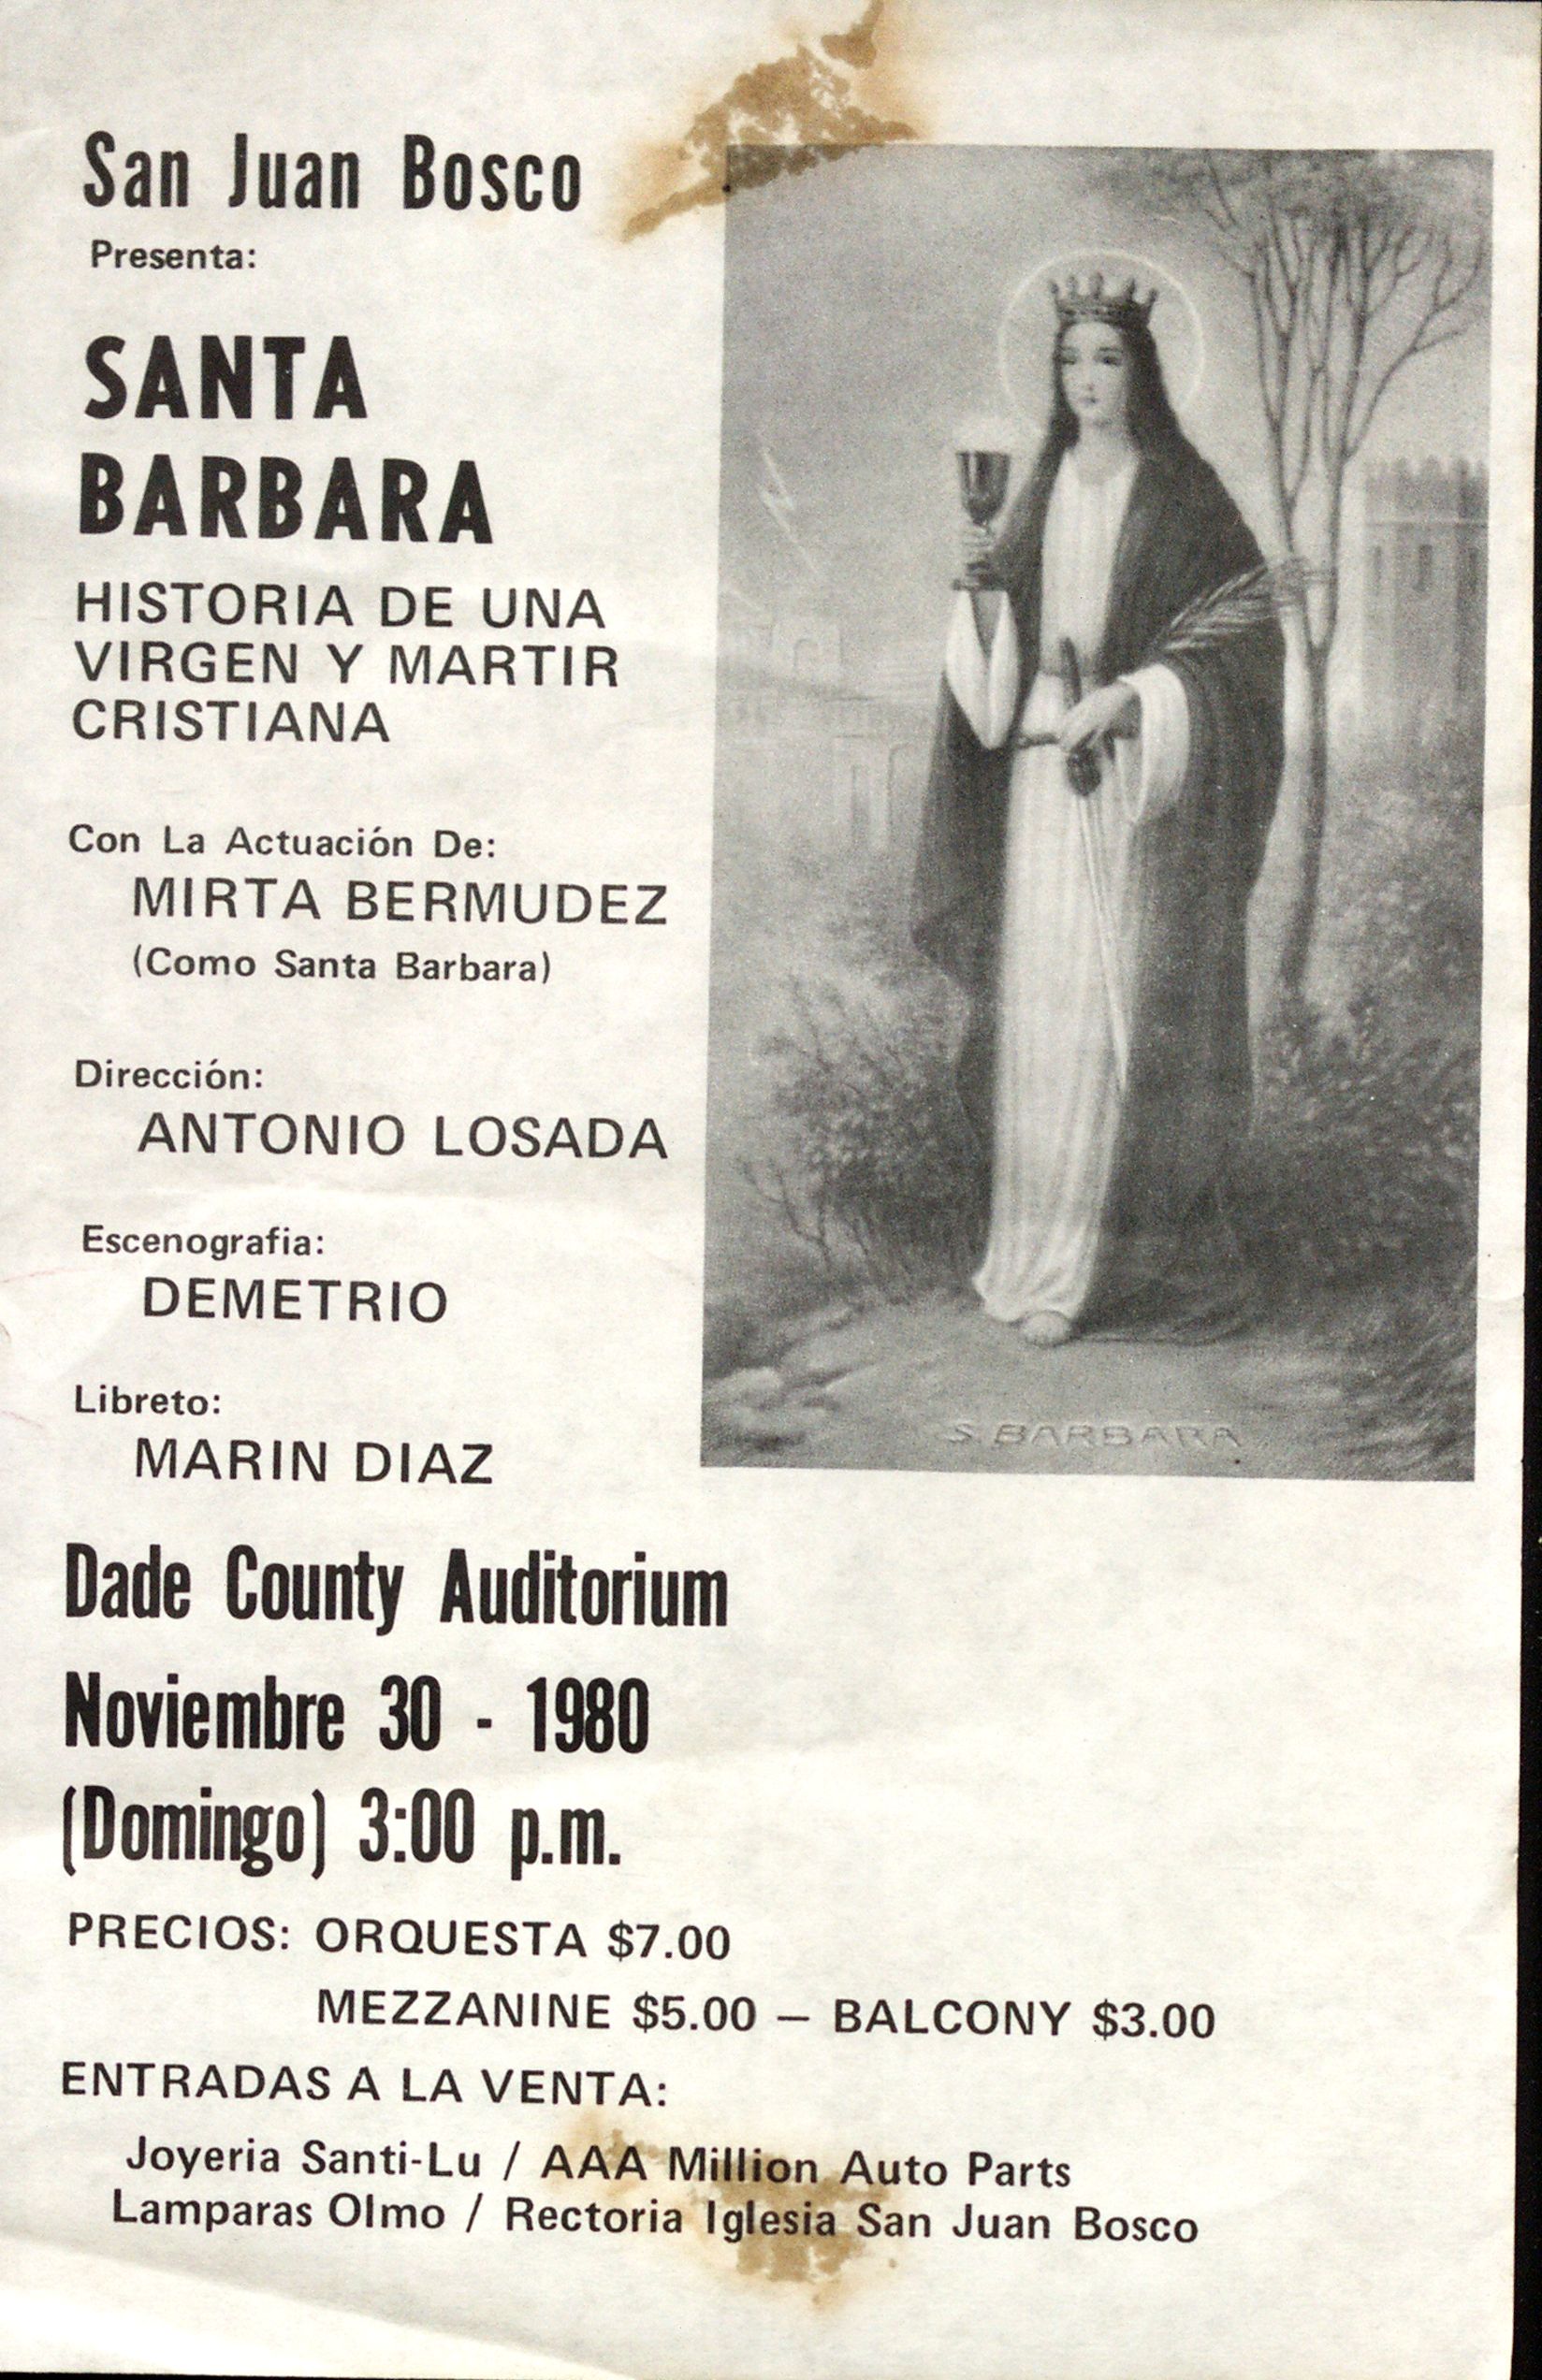 San Juan Bosco
Presenta:
SANTA
BARBARA
HISTORIA DE UNA
VIRGEN Y MARTIR
CRISTIANA
Con La Actuación De:
MIRTA BERMUDEZ
(Como Santa Barbara)
Dirección:
ANTONIO LOSADA
Escenografia:
DEMETRIO
Libreto:
MARIN DIAZ
S. BARBARA
Dade County Auditorium
Noviembre 30 - 1980
(Domingo) 3:00 p.m.
PRECIOS: ORQUESTA $7.00
MEZZANINE $5.00 — BALCONY $3.00
ENTRADAS A LA VENTA:
Joyeria Santi-Lu / AAA Million Auto Parts
Lamparas Olmo / Rectoria Iglesia San Juan Bosco